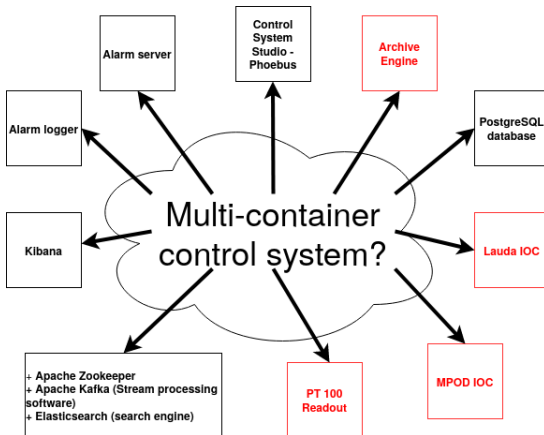 Control
System
Studio -
Phoebus
Alarm server
Archive
Engine
Alarm logger
PostgreSQL
database
Multi-container
control system?
Kibana
Lauda IOC
+ Apache Zookeeper
+ Apache Kafka (Stream processing
software)
+ Elasticsearch (search engine)
PT 100
Readout
MPOD IOC